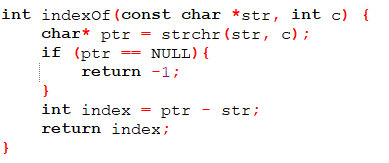 int indexOf(const char *str, int c) {
    char* ptr = strchr(str, c);
    if (ptr == NULL){
        return -1;
    }
    int index = ptr - str;
    return index;
}